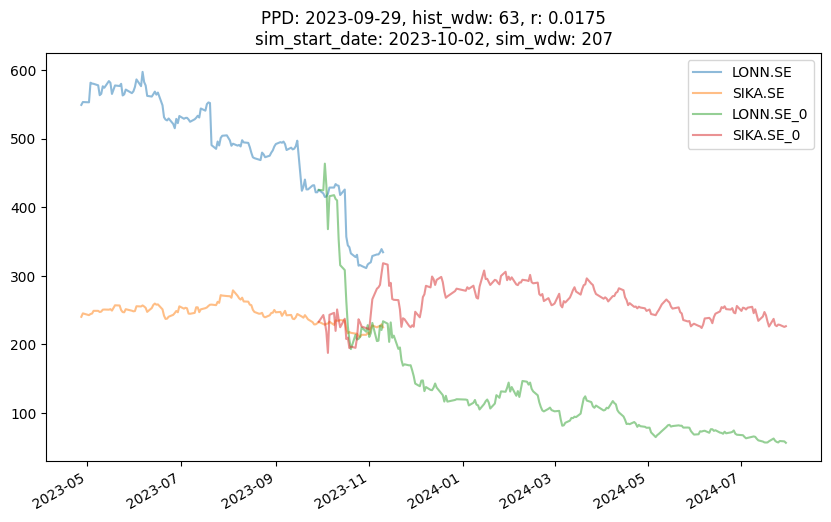 PPD: 2023-09-29, hist_wdw: 63, r: 0.0175
sim_start_date: 2023-10-02, sim_wdw: 207
LONN.SE
SIKA.SE
LONN.SE_0
SIKA.SE_0
600
500
400
300
200
100
2023-05
2023-07
2023-09
2023-11
2024-01
2024-03
2024-05
2024-07